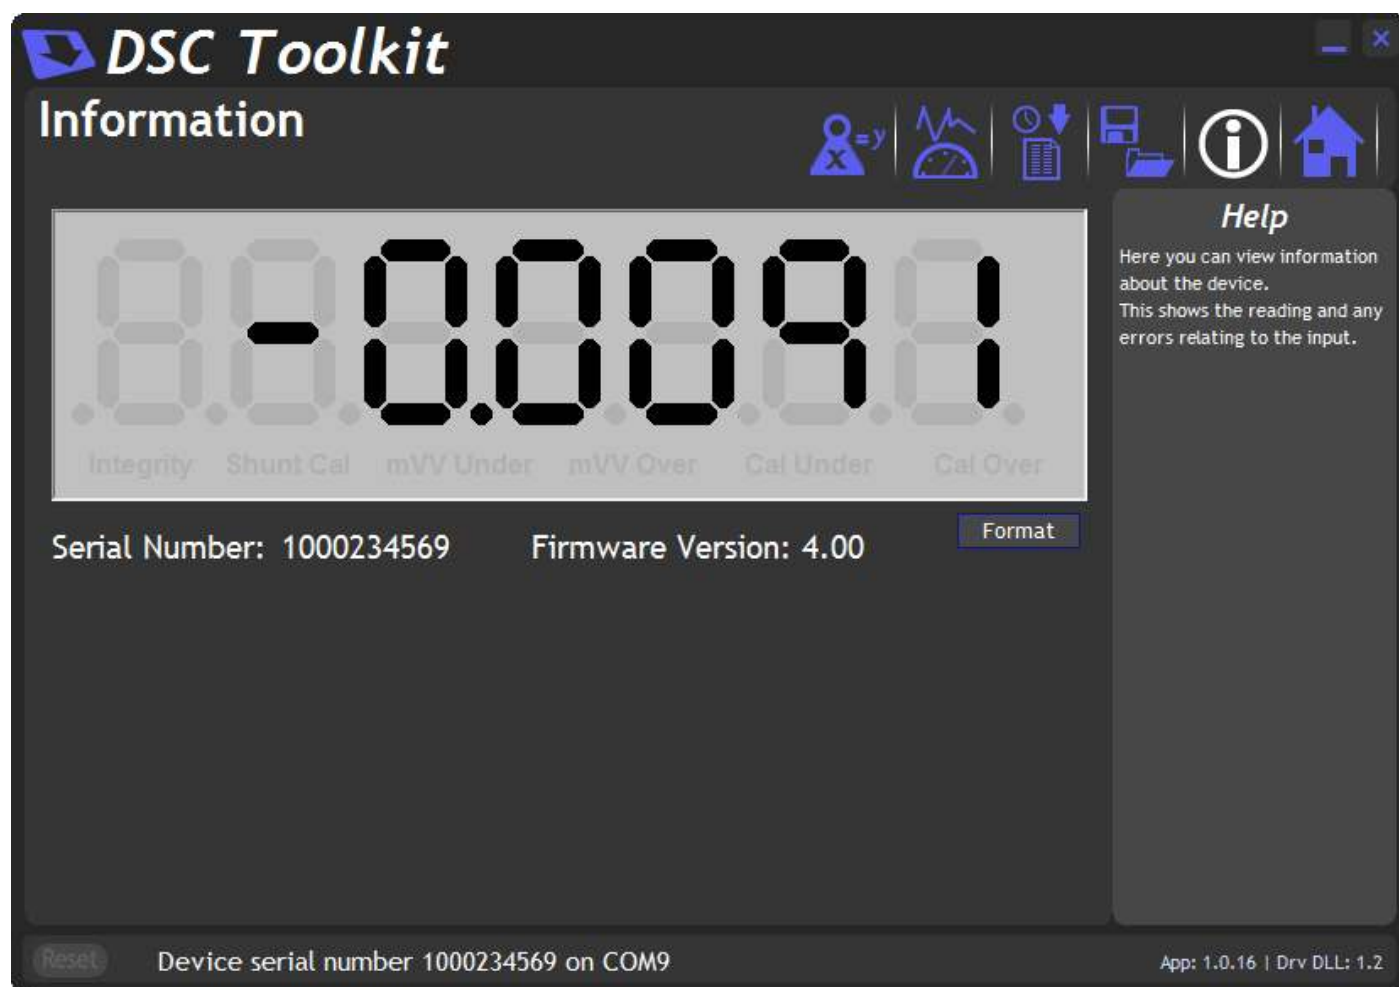 DSC Toolkit
Information
x=y
Help
Here you can view information
about the device.
This shows the reading and any
errors relating to the input.
-0.0091
Integrity Shunt Cal mVV Under mVV Over Cal Under Cal Over
Format
Serial Number: 1000234569 Firmware Version: 4.00
Reset Device serial number 1000234569 on COM9 App: 1.0.16 | Drv DLL: 1.2